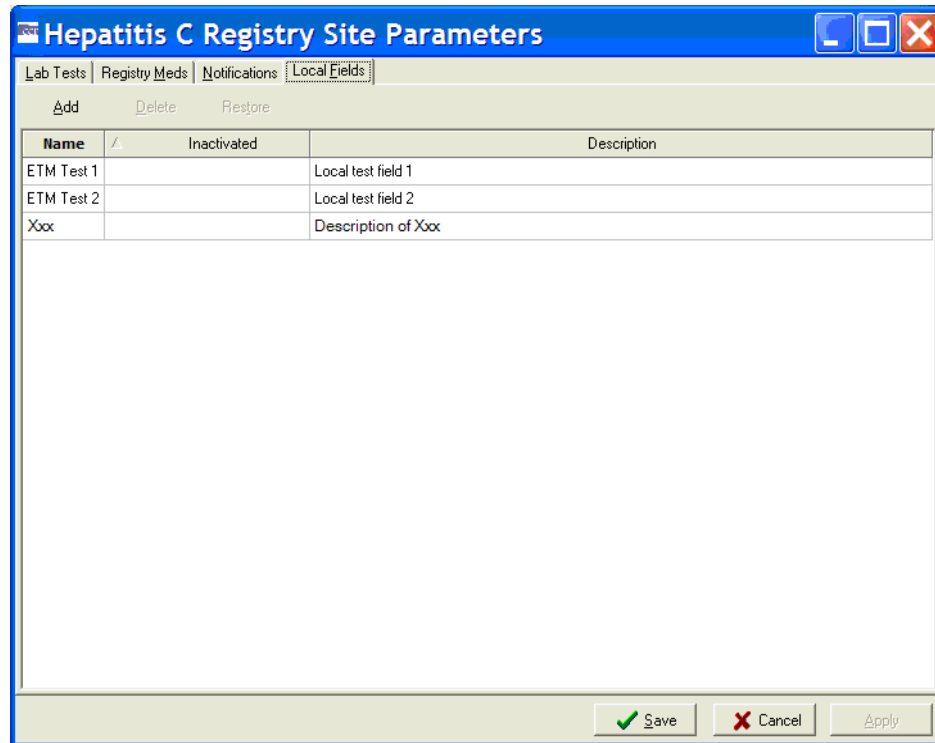 Hepatitis C Registry Site Parameters
Lab Tests Registry Meds Notifications Local Fields
Add Delete Restore
Name Inactivated Description
ETM Test 1 Local test field 1
ETM Test 2 Local test field 2
Xxx Description of Xxx
Save Cancel Apply